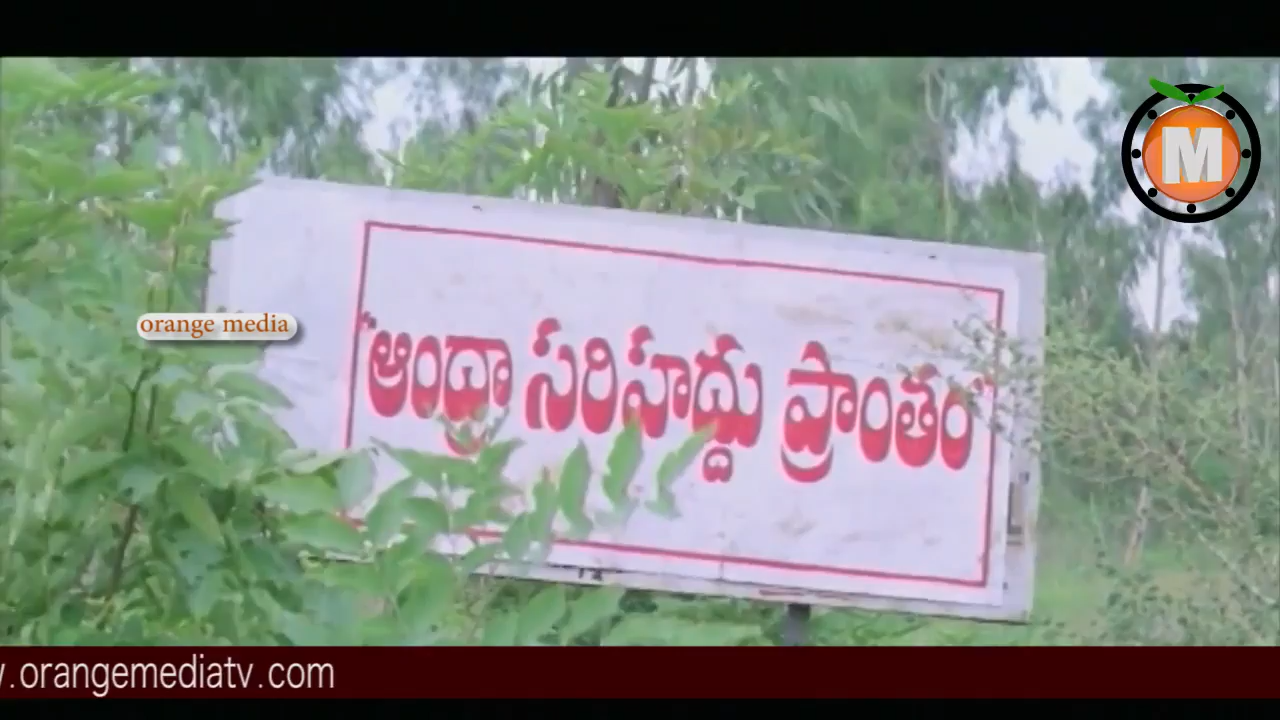 M
orange media
"ఆంధ్రా సరిహద్దు ప్రాంతం"
.orangemediatv.com